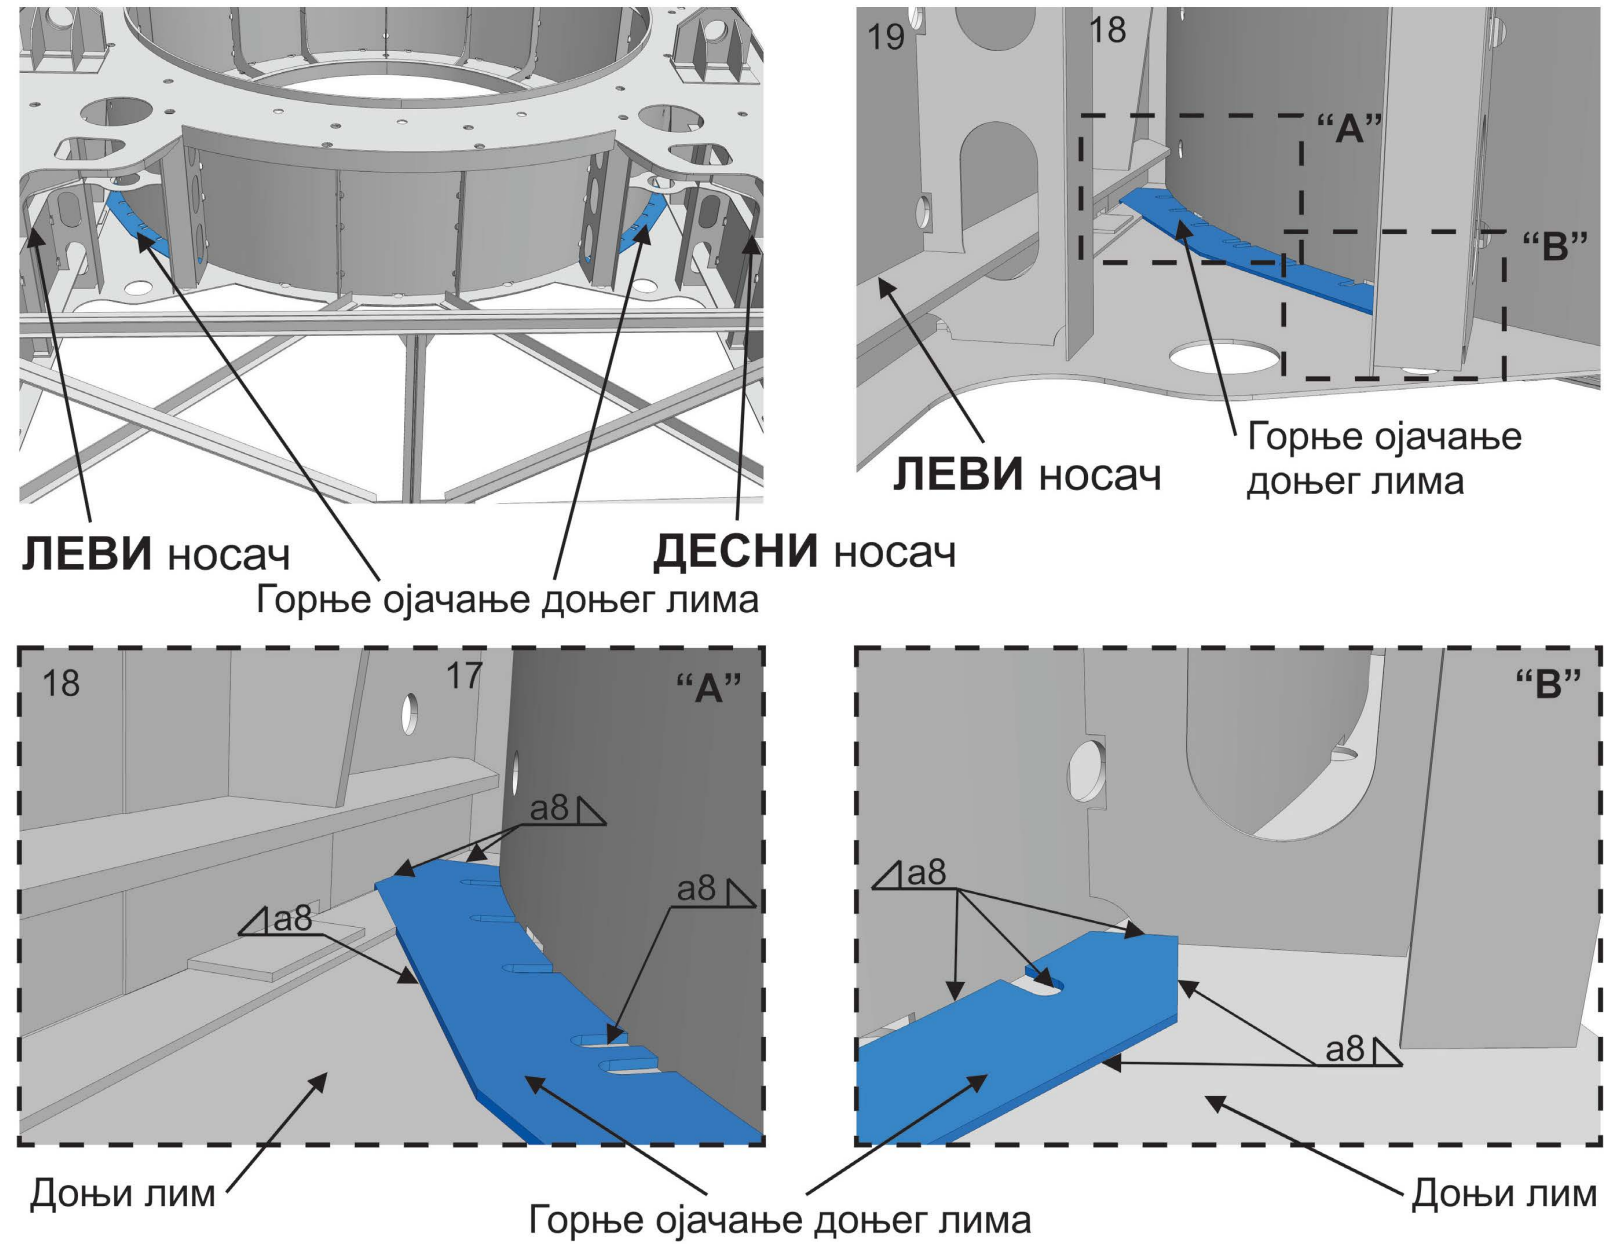 19
18
“A”
“B”
Горње ојачање
доњег лима
ЛЕВИ носач
ЛЕВИ носач
ДЕСНИ носач
Горње ојачање доњег лима
18
17
“A”
a8
a8
a8
Доњи лим
“B”
a8
a8
Горње ојачање доњег лима
Доњи лим